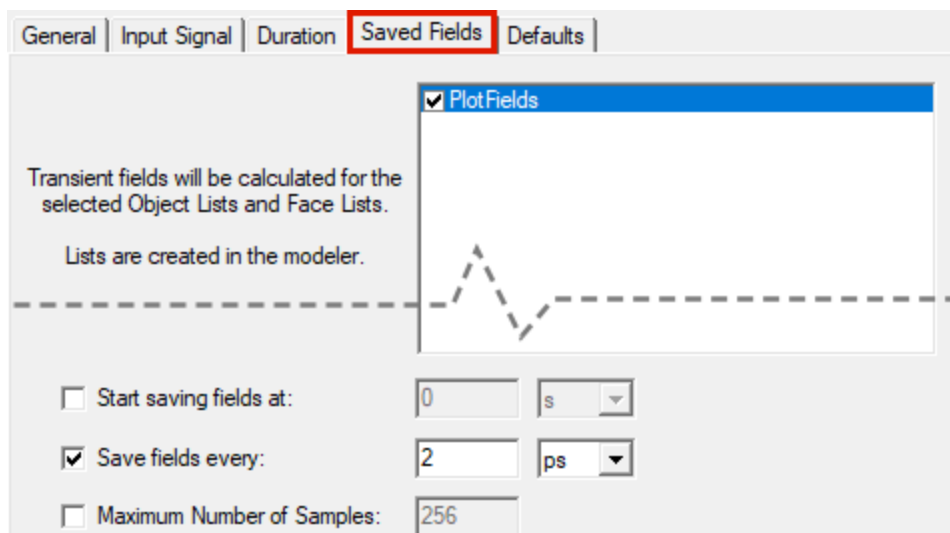 General Input Signal Duration Saved Fields Defaults
PlotFields
Transient fields will be calculated for the
selected Object Lists and Face Lists.
Lists are created in the modeler.
Start saving fields at: 0 s
Save fields every: 2 ps
Maximum Number of Samples: 256